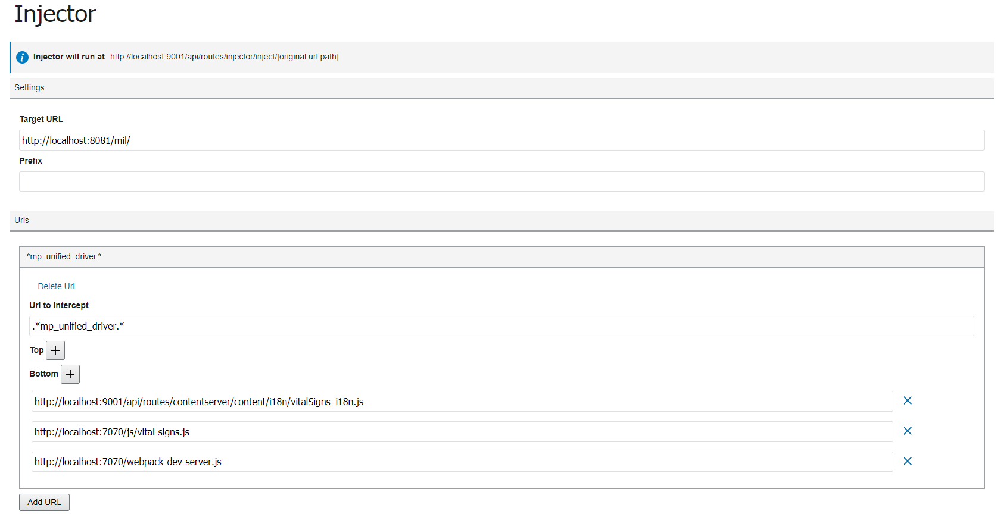 Injector
Injector will run at http://localhost:9001/api/routes/injector/inject/[original url path]
Settings
Target URL
http://localhost:8081/mil/
Prefix
Urls
.*mp_unified_driver.*
Delete Url
Url to intercept
.*mp_unified_driver.*
Top +
Bottom +
http://localhost:9001/api/routes/contentserver/content/i18n/vitalSigns_i18n.js
http://localhost:7070/js/vital-signs.js
http://localhost:7070/webpack-dev-server.js
Add URL